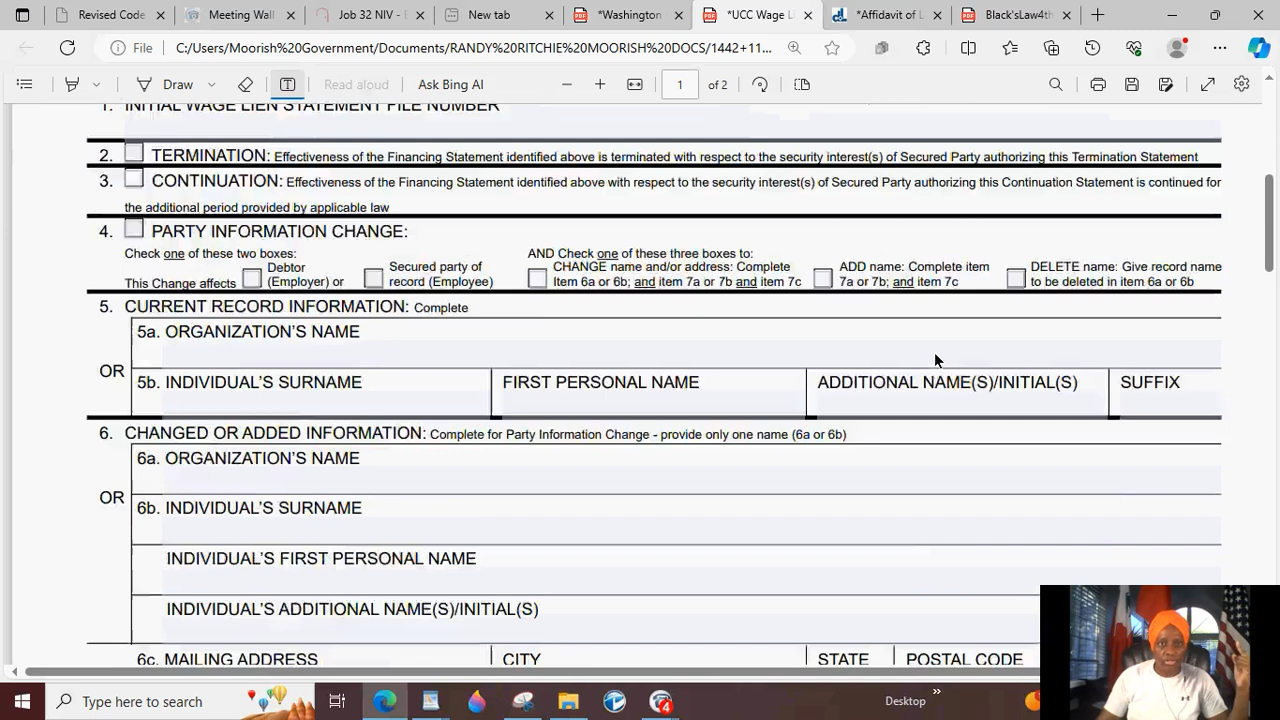 Revised Code
Meeting Wall
Job 32 NIV - B
New tab
*Washington
*UCC Wage Li
*Affidavit of L
Black'sLaw4th
File
C:/Users/Moorish%20Government/Documents/RANDY%20RITCHIE%20MOORISH%20DOCS/1442+11...
Draw
Read aloud
Ask Bing AI
1 of 2
1. INITIAL WAGE LIEN STATEMENT FILE NUMBER
2. TERMINATION: Effectiveness of the Financing Statement identified above is terminated with respect to the security interest(s) of Secured Party authorizing this Termination Statement
3. CONTINUATION: Effectiveness of the Financing Statement identified above with respect to the security interest(s) of Secured Party authorizing this Continuation Statement is continued for
the additional period provided by applicable law
4. PARTY INFORMATION CHANGE:
Check one of these two boxes:
This Change affects
Debtor
(Employer) or
Secured party of
record (Employee)
AND Check one of these three boxes to:
CHANGE name and/or address: Complete
Item 6a or 6b; and item 7a or 7b and item 7c
ADD name: Complete item
7a or 7b; and item 7c
DELETE name: Give record name
to be deleted in item 6a or 6b
5. CURRENT RECORD INFORMATION: Complete
5a. ORGANIZATION'S NAME
OR
5b. INDIVIDUAL'S SURNAME
FIRST PERSONAL NAME
ADDITIONAL NAME(S)/INITIAL(S)
SUFFIX
6. CHANGED OR ADDED INFORMATION: Complete for Party Information Change - provide only one name (6a or 6b)
6a. ORGANIZATION'S NAME
OR
6b. INDIVIDUAL'S SURNAME
INDIVIDUAL'S FIRST PERSONAL NAME
INDIVIDUAL'S ADDITIONAL NAME(S)/INITIAL(S)
6c. MAILING ADDRESS
CITY
STATE
POSTAL CODE
Type here to search
4
Desktop